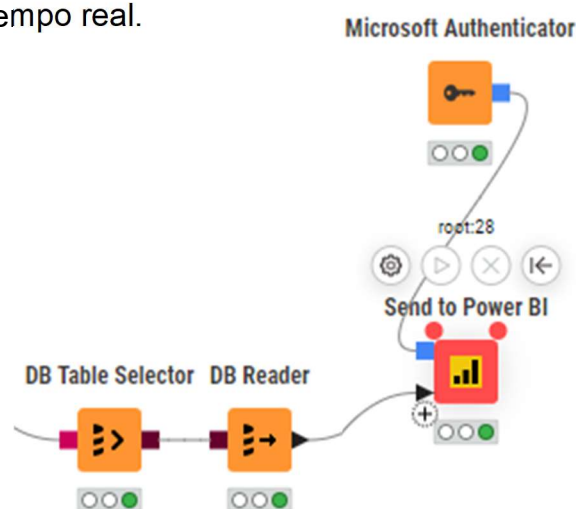 empo real.
Microsoft Authenticator
root:28
Send to Power BI
DB Table Selector DB Reader